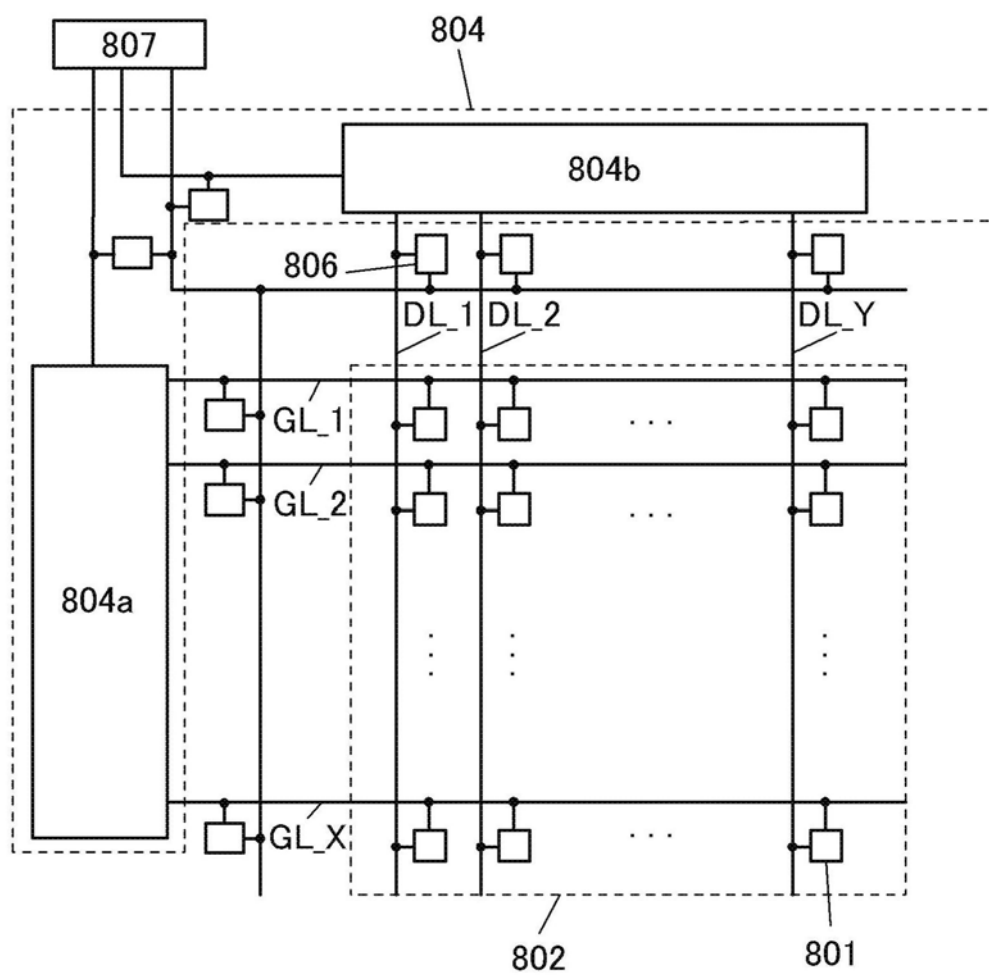 807
804
804b
806
DL_1
DL_2
DL_Y
GL_1
. . .
GL_2
. . .
804a
. . .
. . .
. . .
GL_X
. . .
802
801